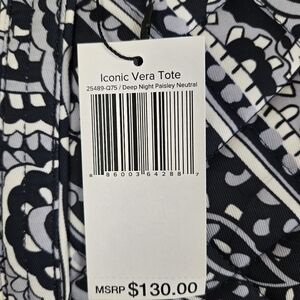 Iconic Vera Tote
25489-Q75 / Deep Night Paisley Neutral
8 86003 64288 7
MSRP $130.00